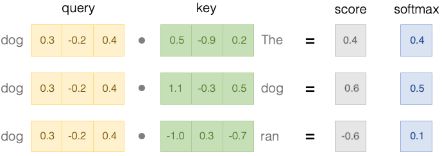 query key score softmax
dog 0.3 -0.2 0.4 • 0.5 -0.9 0.2 The = 0.4 0.4
dog 0.3 -0.2 0.4 • 1.1 -0.3 0.5 dog = 0.6 0.5
dog 0.3 -0.2 0.4 • -1.0 0.3 -0.7 ran = -0.6 0.1